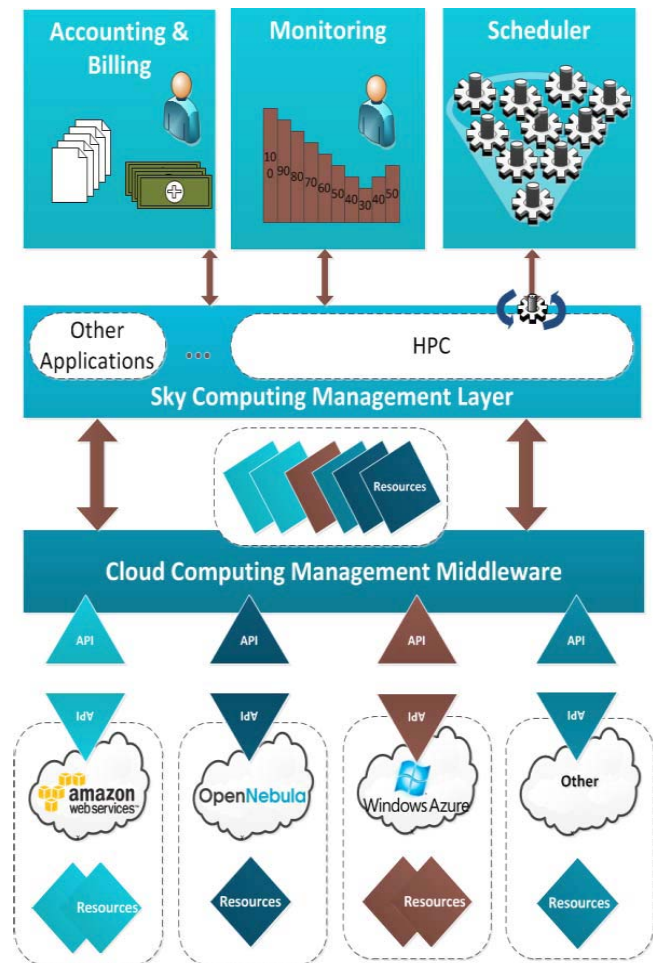 Accounting &
Billing
Monitoring
Scheduler
10
0
90
80
70
60
50
40
30
40
50
Other
Applications
...
HPC
Sky Computing Management Layer
Resources
Cloud Computing Management Middleware
API
API
API
API
API
API
API
API
amazon
webservices™
OpenNebula
Windows Azure
Other
Resources
Resources
Resources
Resources